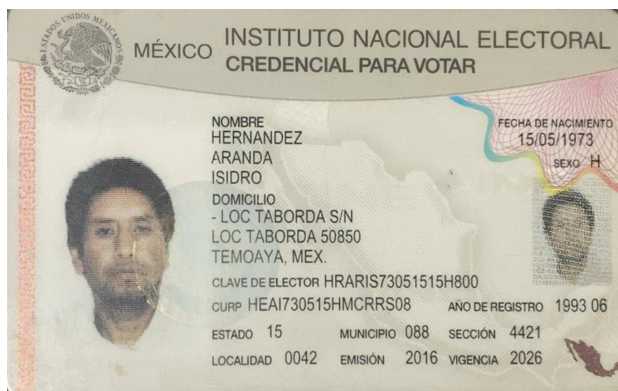 ESTADOS UNIDOS MEXICANOS
MÉXICO INSTITUTO NACIONAL ELECTORAL
CREDENCIAL PARA VOTAR
NOMBRE
HERNANDEZ
ARANDA
ISIDRO
FECHA DE NACIMIENTO
15/05/1973
SEXO H
DOMICILIO
- LOC TABORDA S/N
LOC TABORDA 50850
TEMOAYA, MEX.
CLAVE DE ELECTOR HRARIS73051515H800
CURP HEAI730515HMCRRS08 AÑO DE REGISTRO 1993 06
ESTADO 15 MUNICIPIO 088 SECCIÓN 4421
LOCALIDAD 0042 EMISIÓN 2016 VIGENCIA 2026